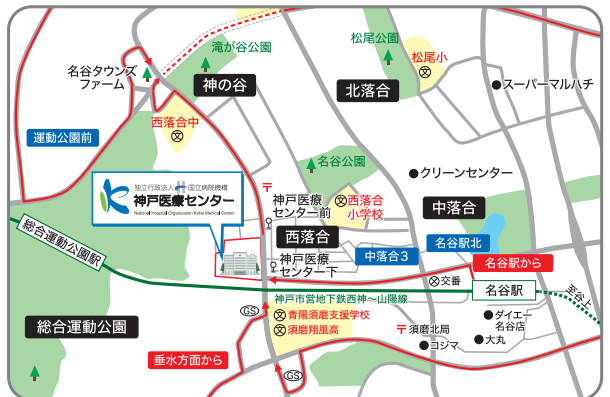 松尾公園
滝が谷公園
松尾小
名谷タウンズ
ファーム
神の谷
北落合
スーパーマルハチ
西落合中
運動公園前
名谷公園
クリーンセンター
独立行政法人 国立病院機構
神戸医療センター
National Hospital Organization Kobe Medical Center
神戸医療
センター前
西落合
小学校
中落合
総合運動公園駅
西落合
中落合3
名谷駅北
神戸医療
センター下
名谷駅から
交番
名谷駅
至谷上
神戸市営地下鉄西神～山陽線
総合運動公園
GS
青陽須磨支援学校
須磨翔風高
須磨北局
コジマ
ダイエー
名谷店
大丸
垂水方面から
GS